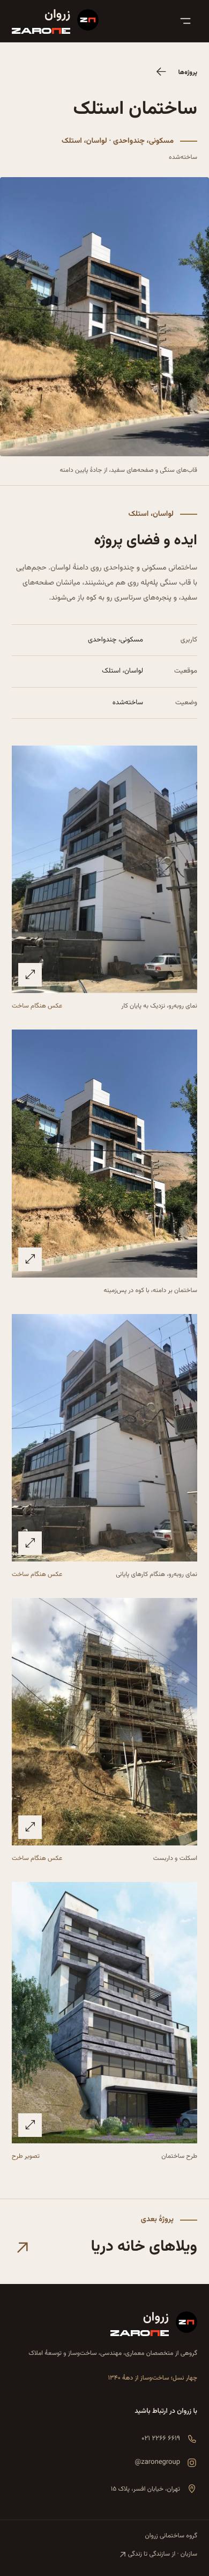 زروان
ZARONE
پروژه‌ها
ساختمان استلک
مسکونی، چندواحدی · لواسان، استلک
ساخته‌شده
قاب‌های سنگی و صفحه‌های سفید، از جادهٔ پایین دامنه
لواسان، استلک
ایده و فضای پروژه
ساختمانی مسکونی و چندواحدی روی دامنهٔ لواسان. حجم‌هایی
با قاب سنگی پله‌پله روی هم می‌نشینند، میانشان صفحه‌های
سفید، و پنجره‌های سرتاسری رو به کوه باز می‌شوند.
کاربری مسکونی، چندواحدی
موقعیت لواسان، استلک
وضعیت ساخته‌شده
نمای روبه‌رو، نزدیک به پایان کار عکس هنگام ساخت
ساختمان بر دامنه، با کوه در پس‌زمینه
نمای روبه‌رو، هنگام کارهای پایانی عکس هنگام ساخت
اسکلت و داربست عکس هنگام ساخت
طرح ساختمان تصویر طرح
پروژهٔ بعدی
ویلاهای خانه دریا
زروان
ZARONE
گروهی از متخصصان معماری، مهندسی، ساخت‌وساز و توسعهٔ املاک
چهار نسل؛ ساخت‌وساز از دههٔ ۱۳۴۰
با زروان در ارتباط باشید
۰۲۱ ۲۲۶۶ ۶۶۱۹
@zaronegroup
تهران، خیابان افسر، پلاک ۱۵
گروه ساختمانی زروان
سازبان · از سازندگی تا زندگی